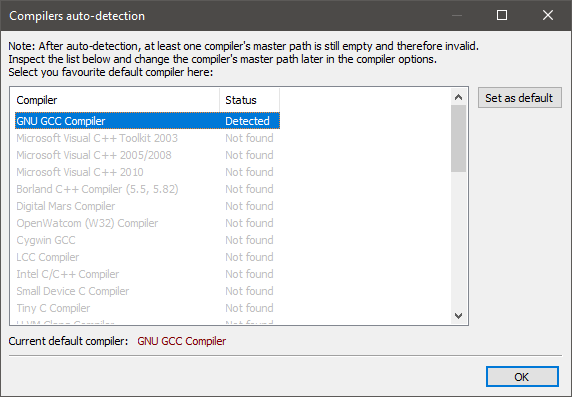 Compilers auto-detection
Note: After auto-detection, at least one compiler's master path is still empty and therefore invalid.
Inspect the list below and change the compiler's master path later in the compiler options.
Select you favourite default compiler here:
Compiler Status
Set as default
GNU GCC Compiler Detected
Microsoft Visual C++ Toolkit 2003 Not found
Microsoft Visual C++ 2005/2008 Not found
Microsoft Visual C++ 2010 Not found
Borland C++ Compiler (5.5, 5.82) Not found
Digital Mars Compiler Not found
OpenWatcom (W32) Compiler Not found
Cygwin GCC Not found
LCC Compiler Not found
Intel C/C++ Compiler Not found
Small Device C Compiler Not found
Tiny C Compiler Not found
LLVM Clang Compiler Not found
Current default compiler: GNU GCC Compiler
OK